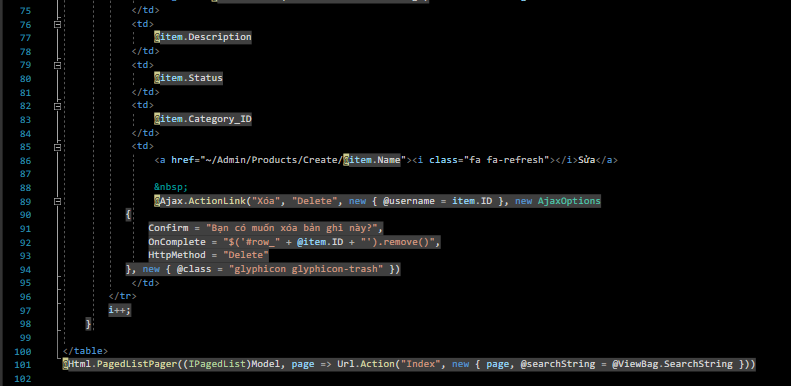 75 </td>
76 <td>
77 @item.Description
78 </td>
79 <td>
80 @item.Status
81 </td>
82 <td>
83 @item.Category_ID
84 </td>
85 <td>
86 <a href="~/Admin/Products/Create/@item.Name"><i class="fa fa-refresh"></i>Sửa</a>
87
88 &nbsp;
89 @Ajax.ActionLink("Xóa", "Delete", new { @username = item.ID }, new AjaxOptions
90 {
91 Confirm = "Bạn có muốn xóa bản ghi này?",
92 OnComplete = "$('#row_" + @item.ID + "').remove()",
93 HttpMethod = "Delete"
94 }, new { @class = "glyphicon glyphicon-trash" })
95 </td>
96 </tr>
97 i++;
98 }
99
100 </table>
101 @Html.PagedListPager((IPagedList)Model, page => Url.Action("Index", new { page, @searchString = @ViewBag.SearchString }))
102